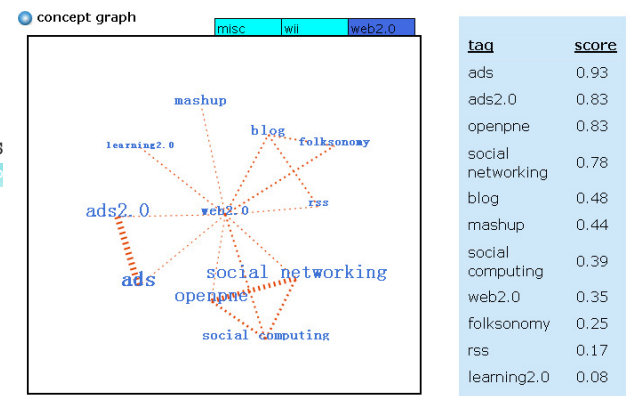 concept graph
misc
wii
web2.0
mashup
blog
folksonomy
learning2.0
rss
ads2.0
web2.0
ads
social networking
openpne
social computing
tag score
ads 0.93
ads2.0 0.83
openpne 0.83
social
networking 0.78
blog 0.48
mashup 0.44
social
computing 0.39
web2.0 0.35
folksonomy 0.25
rss 0.17
learning2.0 0.08